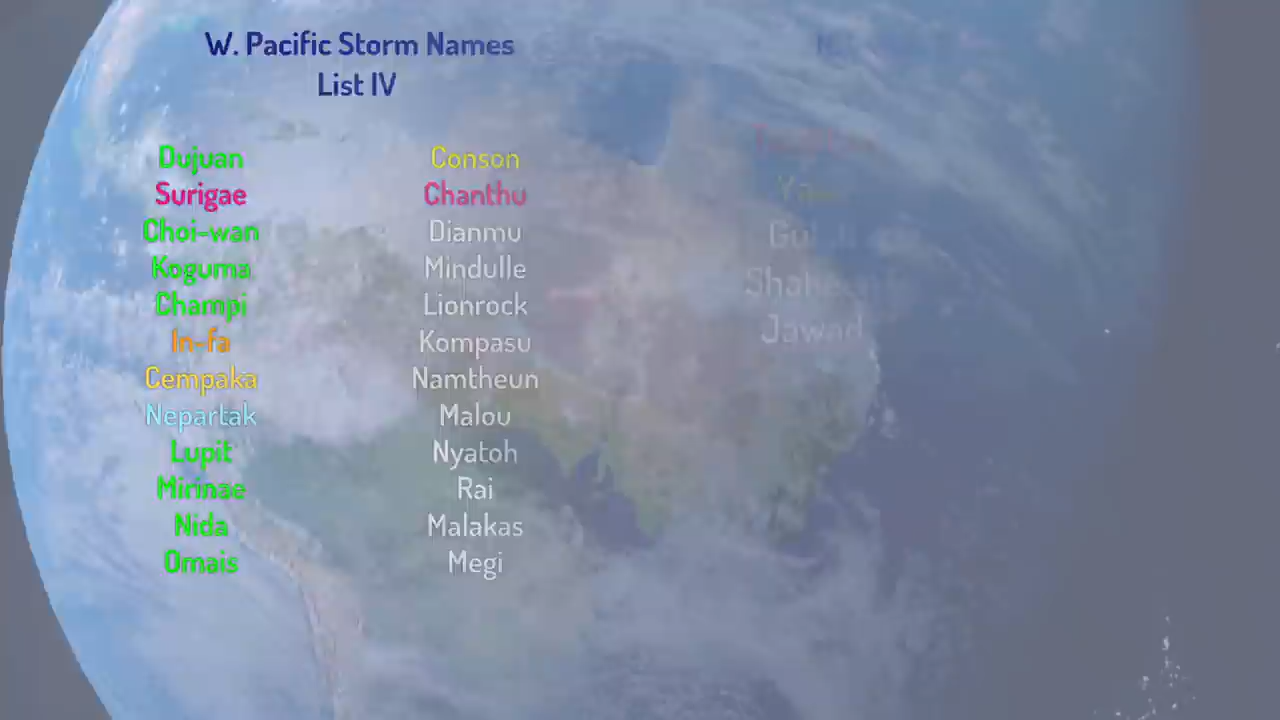 W. Pacific Storm Names
List IV
Dujuan
Surigae
Choi-wan
Koguma
Champi
In-fa
Cempaka
Nepartak
Lupit
Mirinae
Nida
Omais
Conson
Chanthu
Dianmu
Mindulle
Lionrock
Kompasu
Namtheun
Malou
Nyatoh
Rai
Malakas
Megi
Jawad